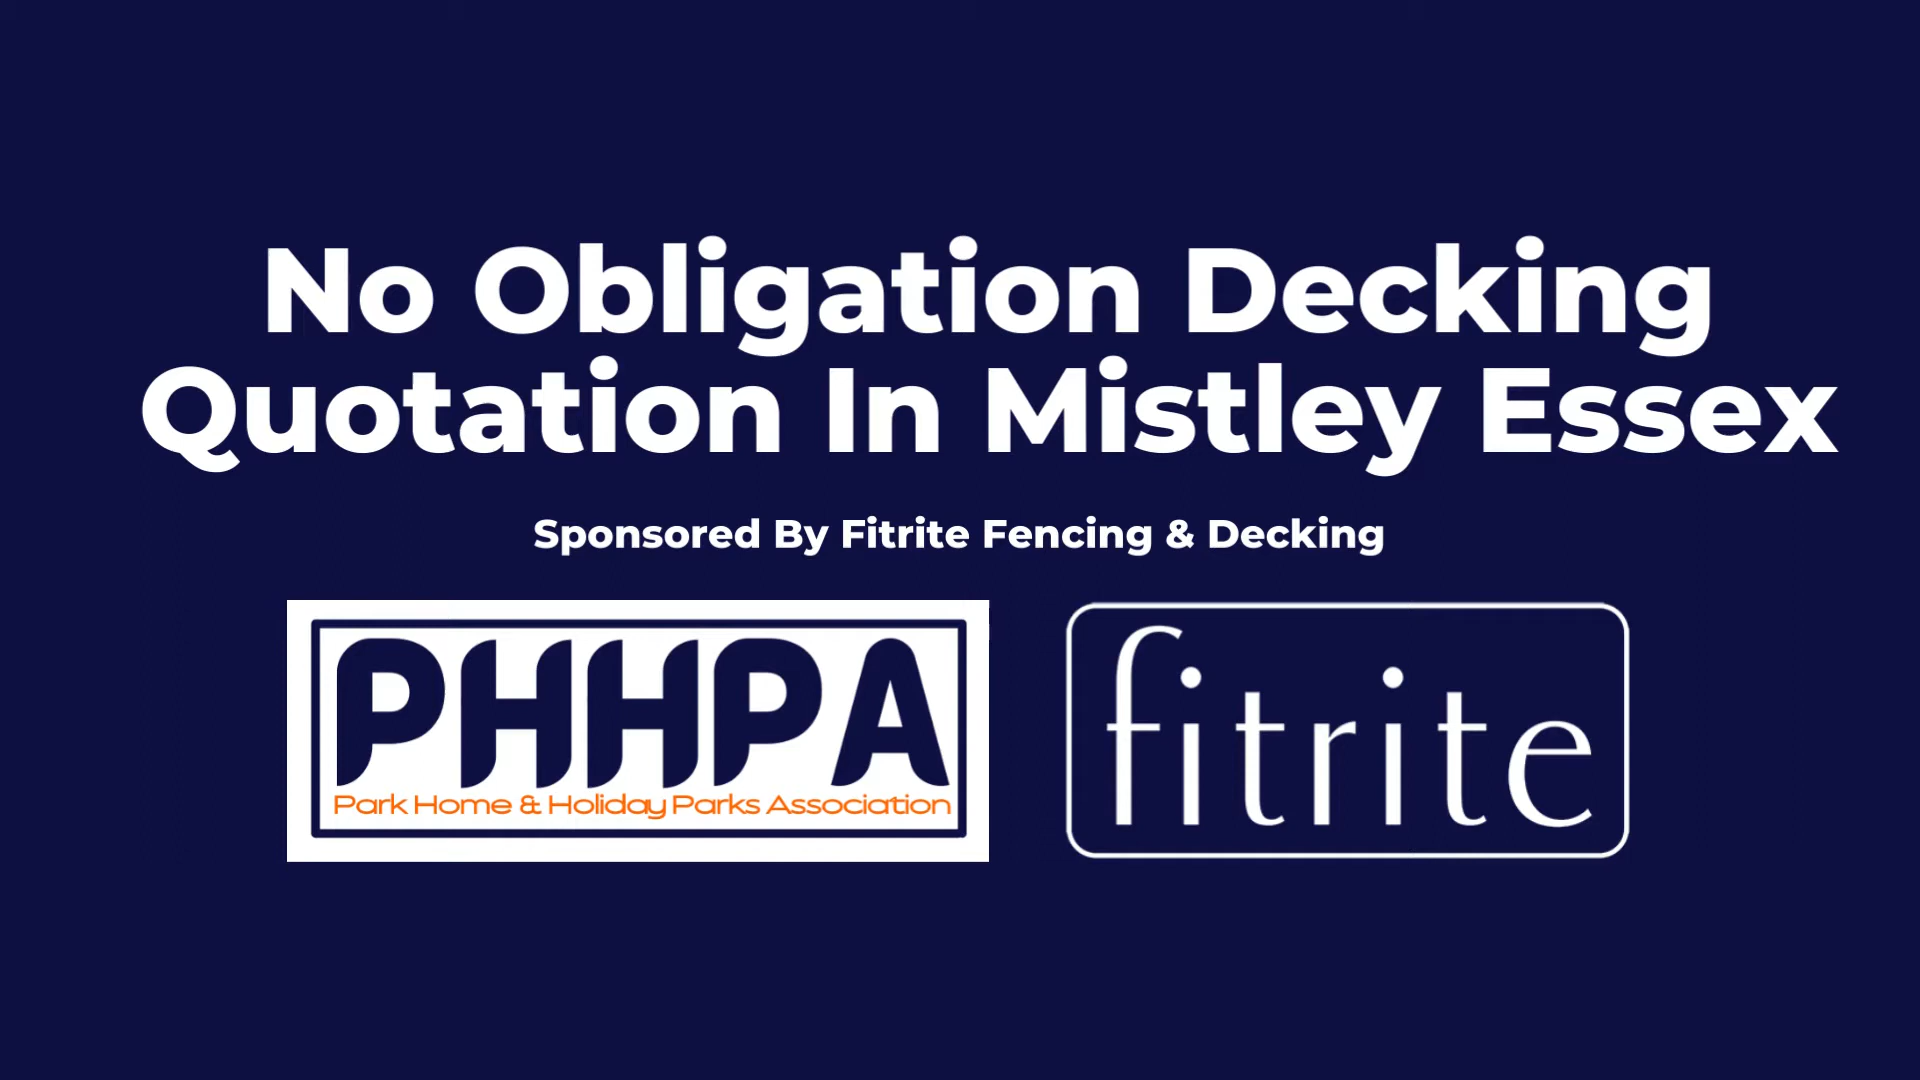 No Obligation Decking
Quotation In Mistley Essex
Sponsored By Fitrite Fencing & Decking
PHHPA
Park Home & Holiday Parks Association
fitrite